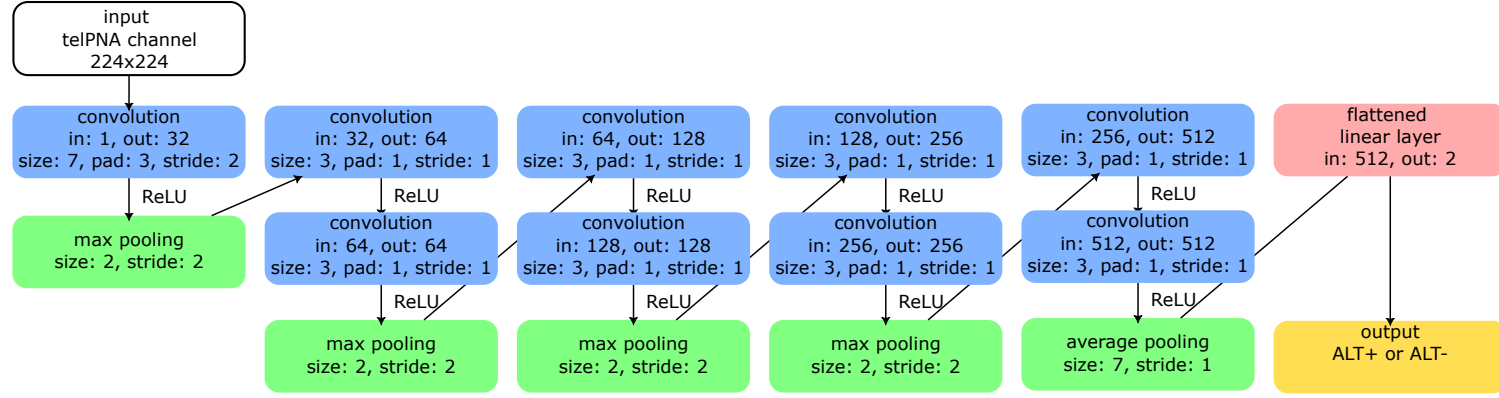 input
telPNA channel
224x224
convolution
in: 1, out: 32
size: 7, pad: 3, stride: 2
ReLU
max pooling
size: 2, stride: 2
convolution
in: 32, out: 64
size: 3, pad: 1, stride: 1
ReLU
convolution
in: 64, out: 64
size: 3, pad: 1, stride: 1
ReLU
max pooling
size: 2, stride: 2
convolution
in: 64, out: 128
size: 3, pad: 1, stride: 1
ReLU
convolution
in: 128, out: 128
size: 3, pad: 1, stride: 1
ReLU
max pooling
size: 2, stride: 2
convolution
in: 128, out: 256
size: 3, pad: 1, stride: 1
ReLU
convolution
in: 256, out: 256
size: 3, pad: 1, stride: 1
ReLU
max pooling
size: 2, stride: 2
convolution
in: 256, out: 512
size: 3, pad: 1, stride: 1
ReLU
convolution
in: 512, out: 512
size: 3, pad: 1, stride: 1
ReLU
average pooling
size: 7, stride: 1
flattened
linear layer
in: 512, out: 2
output
ALT+ or ALT-